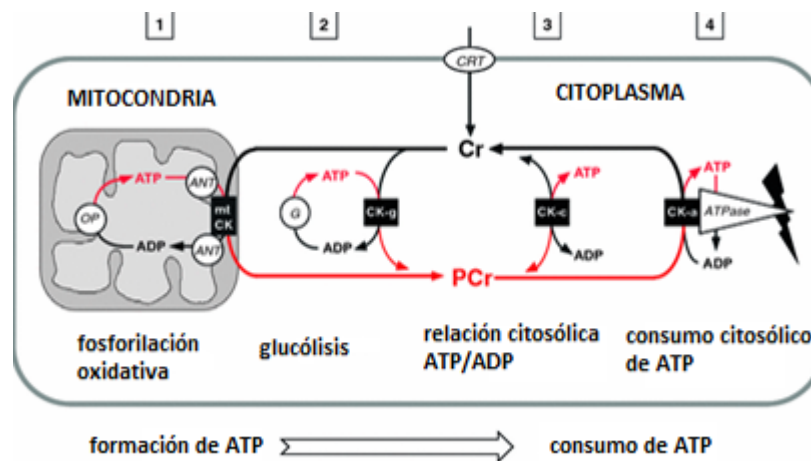 1 2 3 4
CRT
MITOCONDRIA CITOPLASMA
Cr
ATP ANT ATP ATP ATP
OP mt CK G CK-g CK-c CK-a ATPase
ADP ANT ADP ADP ADP
PCr
fosforilación oxidativa
glucólisis
relación citosólica ATP/ADP
consumo citosólico de ATP
formación de ATP consumo de ATP